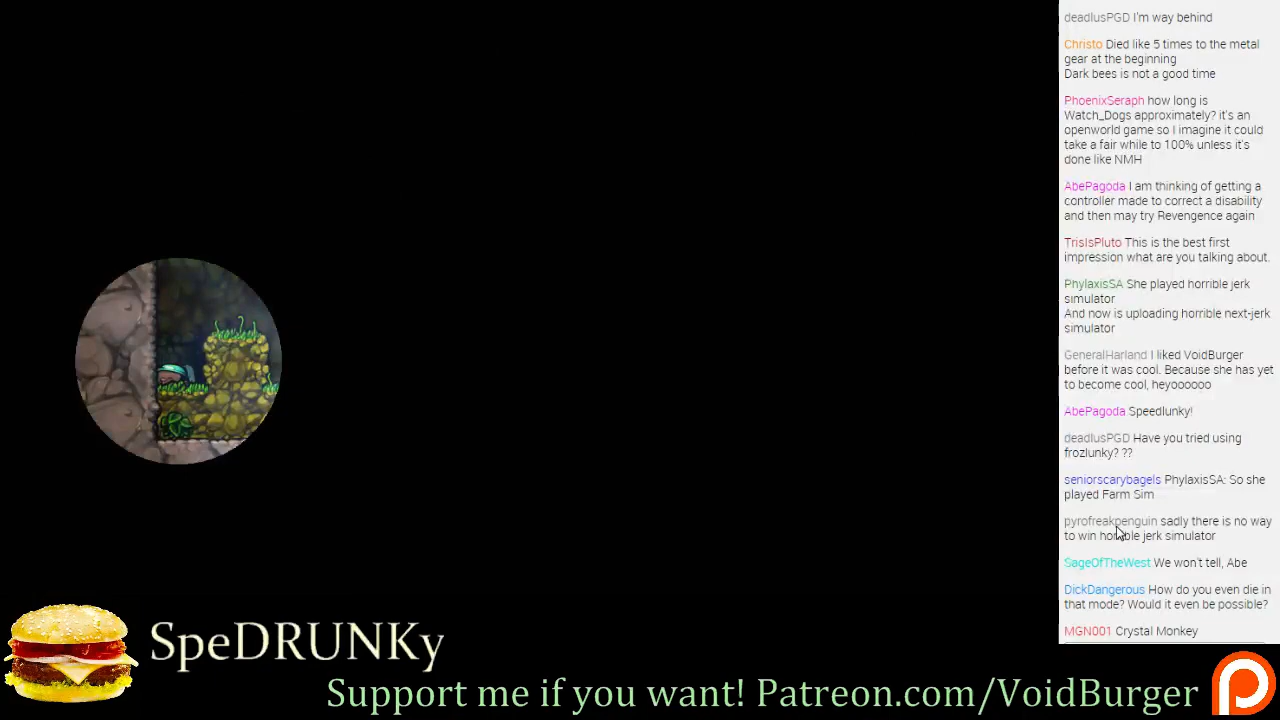 deadlusPGD I'm way behind
Christo Died like 5 times to the metal
gear at the beginning
Dark bees is not a good time
PhoenixSeraph how long is
Watch_Dogs approximately? it's an
openworld game so I imagine it could
take a fair while to 100% unless it's
done like NMH
AbePagoda I am thinking of getting a
controller made to correct a disability
and then may try Revengence again
TrisIsPluto This is the best first
impression what are you talking about.
PhylaxisSA She played horrible jerk
simulator
And now is uploading horrible next-jerk
simulator
GeneralHarland I liked VoidBurger
before it was cool. Because she has yet
to become cool, heyoooooo
AbePagoda Speedlunky!
deadlusPGD Have you tried using
frozlunky? ??
seniorscarybagels PhylaxisSA: So she
played Farm Sim
pyrofreakpenguin sadly there is no way
to win horrible jerk simulator
SageOfTheWest We won't tell, Abe
DickDangerous How do you even die in
that mode? Would it even be possible?
MGN001 Crystal Monkey
SpeDRUNKy
Support me if you want! Patreon.com/VoidBurger